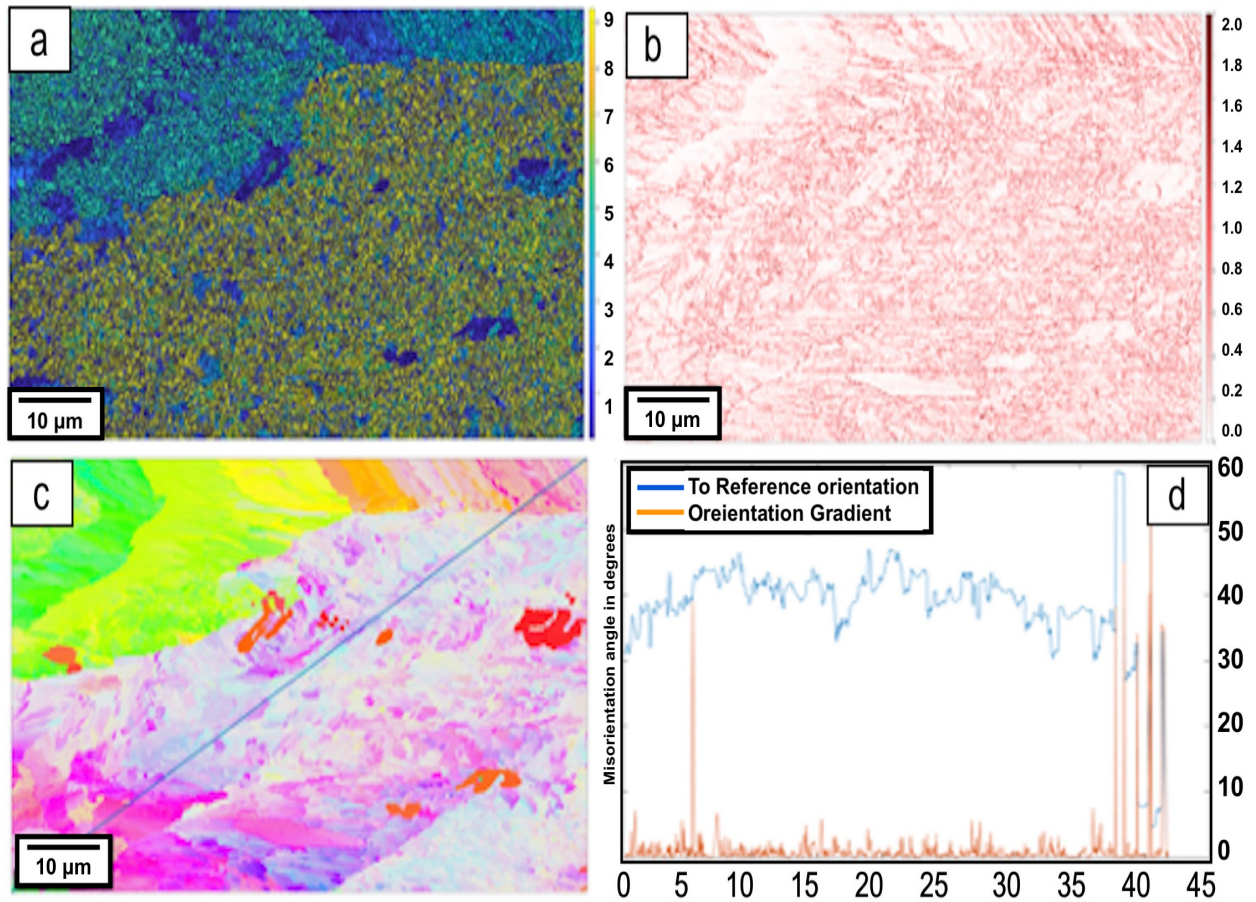 a
9
8
7
6
5
4
3
2
1
10 µm
b
2.0
1.8
1.6
1.4
1.2
1.0
0.8
0.6
0.4
0.2
0.0
10 µm
c
10 µm
d
To Reference orientation
Oreientation Gradient
Misorientation angle in degrees
60
50
40
30
20
10
0
0 5 10 15 20 25 30 35 40 45